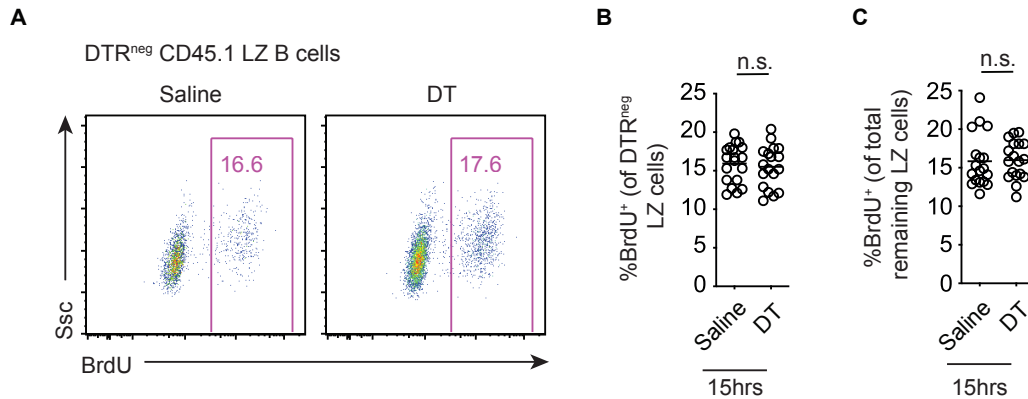 A
DTRneg CD45.1 LZ B cells
Saline
DT
16.6
17.6
Ssc
BrdU
B
n.s.
%BrdU+ (of DTRneg
LZ cells)
25
20
15
10
5
0
Saline
DT
15hrs
C
n.s.
%BrdU+ (of total
remaining LZ cells)
25
20
15
10
5
0
Saline
DT
15hrs